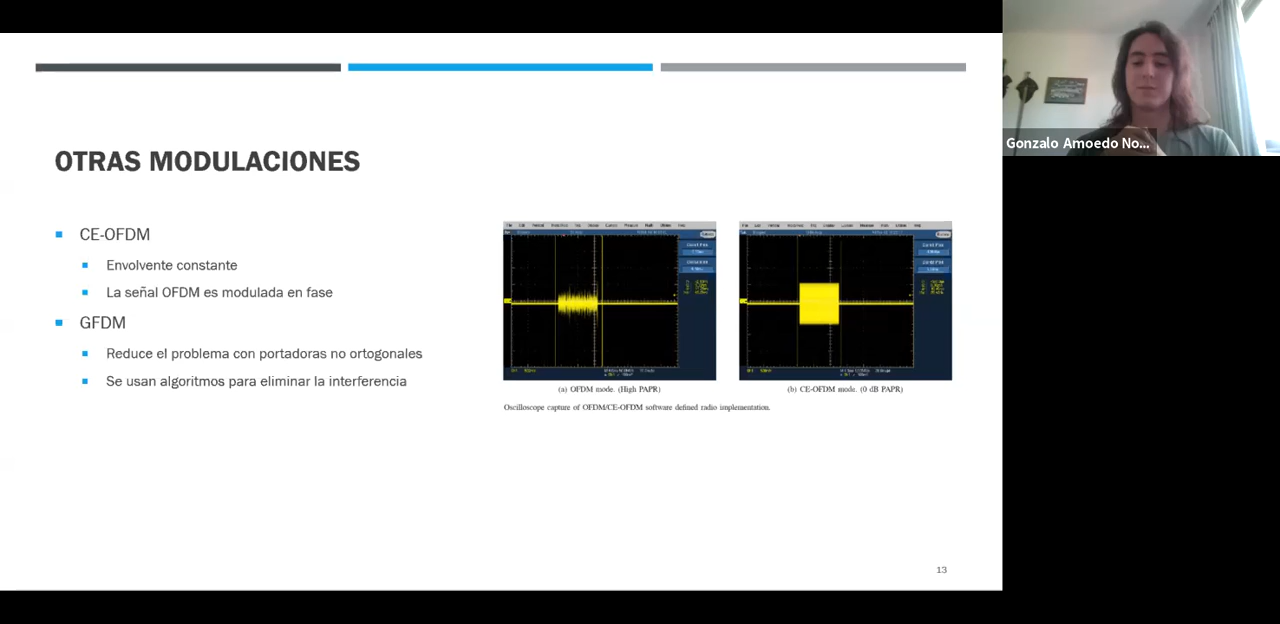 Gonzalo Amoedo No...
OTRAS MODULACIONES
CE-OFDM
Envolvente constante
La señal OFDM es modulada en fase
GFDM
Reduce el problema con portadoras no ortogonales
Se usan algoritmos para eliminar la interferencia
(a) OFDM mode. (High PAPR)
(b) CE-OFDM mode. (0 dB PAPR)
Oscilloscope capture of OFDM/CE-OFDM software defined radio implementation.
13